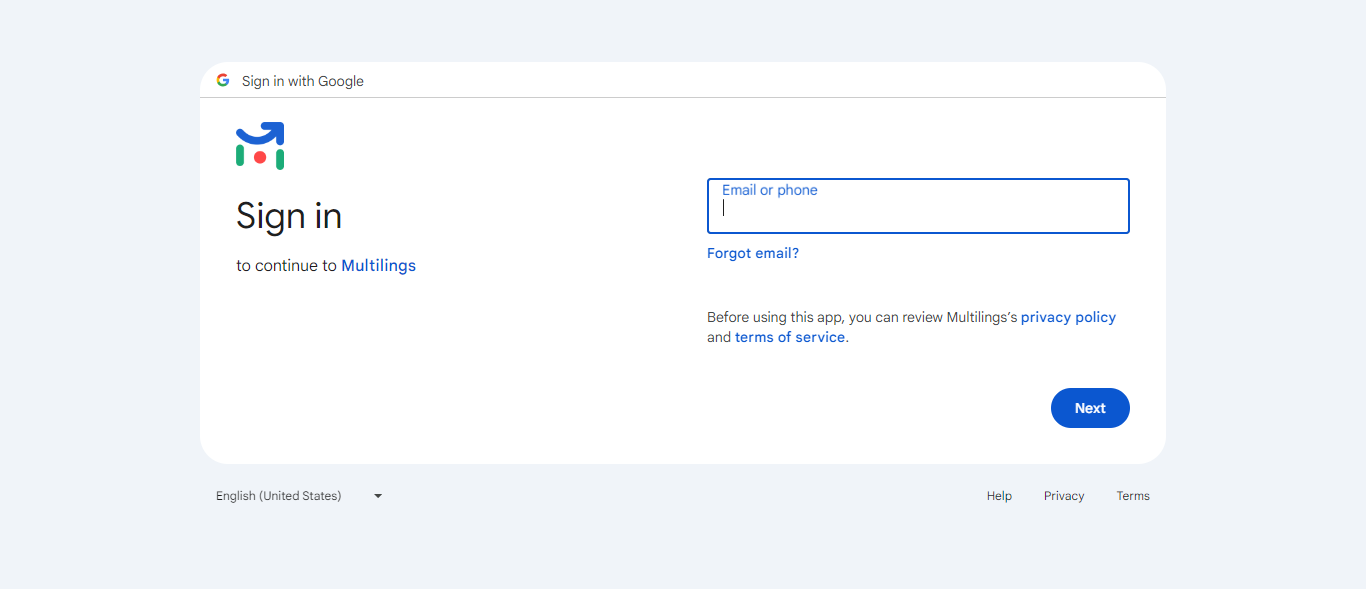 Sign in with Google
Sign in
to continue to Multilings
Email or phone
Forgot email?
Before using this app, you can review Multilings’s privacy policy
and terms of service.
Next
English (United States)
Help Privacy Terms